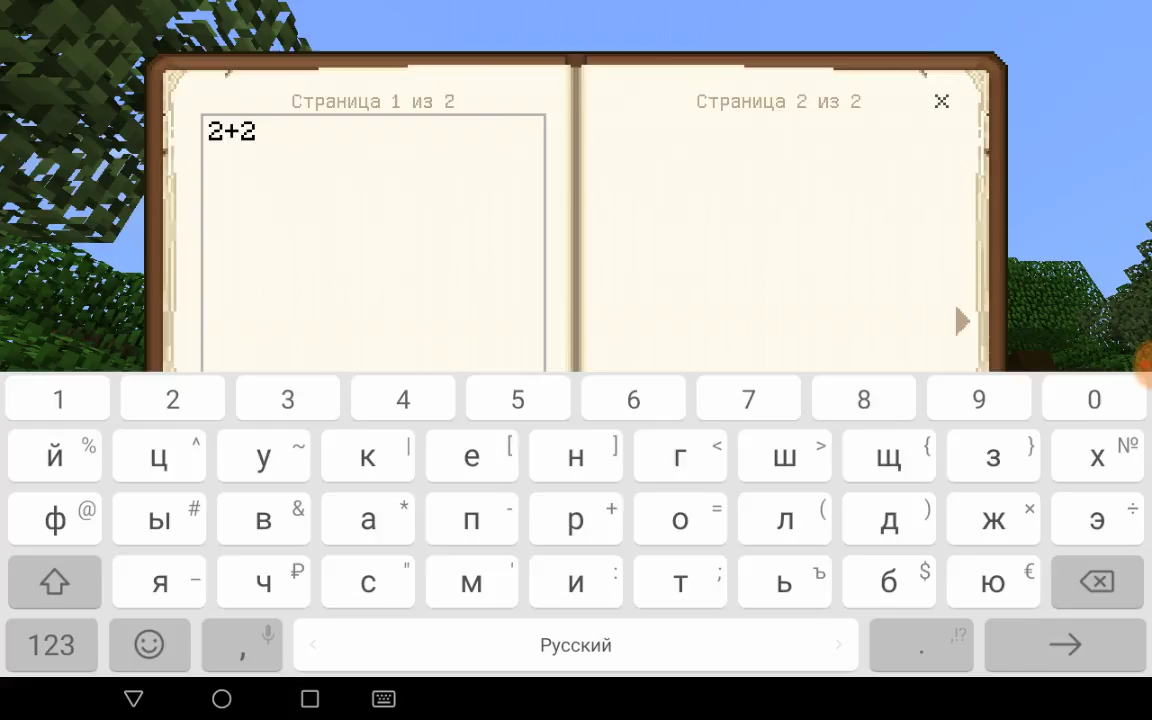 Страница 1 из 2
Страница 2 из 2
2+2
1 2 3 4 5 6 7 8 9 0
й % ц ^ у ~ к | е [ н ] г < ш > щ { з } х №
ф @ ы # в & а * п - р + о = л ( д ) ж × э ÷
я _ ч ₽ с " м ' и : т ; ь ъ б $ ю €
123 , Русский . ,!?